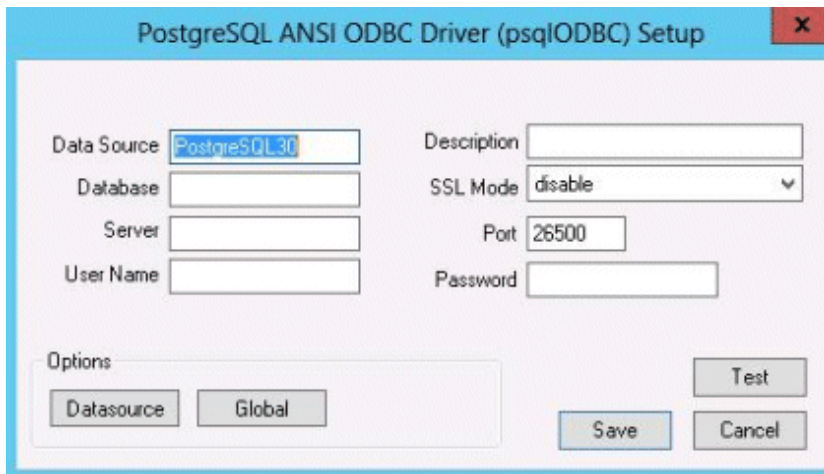 PostgreSQL ANSI ODBC Driver (psqlODBC) Setup
Data Source PostgreSQL30
Description
Database
SSL Mode disable
Server
Port 26500
User Name
Password
Options
Datasource Global
Test
Save Cancel